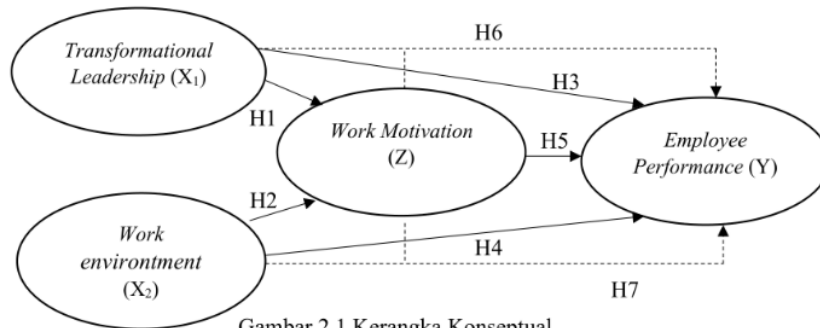 Transformational
Leadership (X₁)
H6
H3
H1
Work Motivation
(Z)
H5
Employee
Performance (Y)
H2
Work
environtment
(X₂)
H4
H7
Gambar 2.1 Kerangka Konseptual